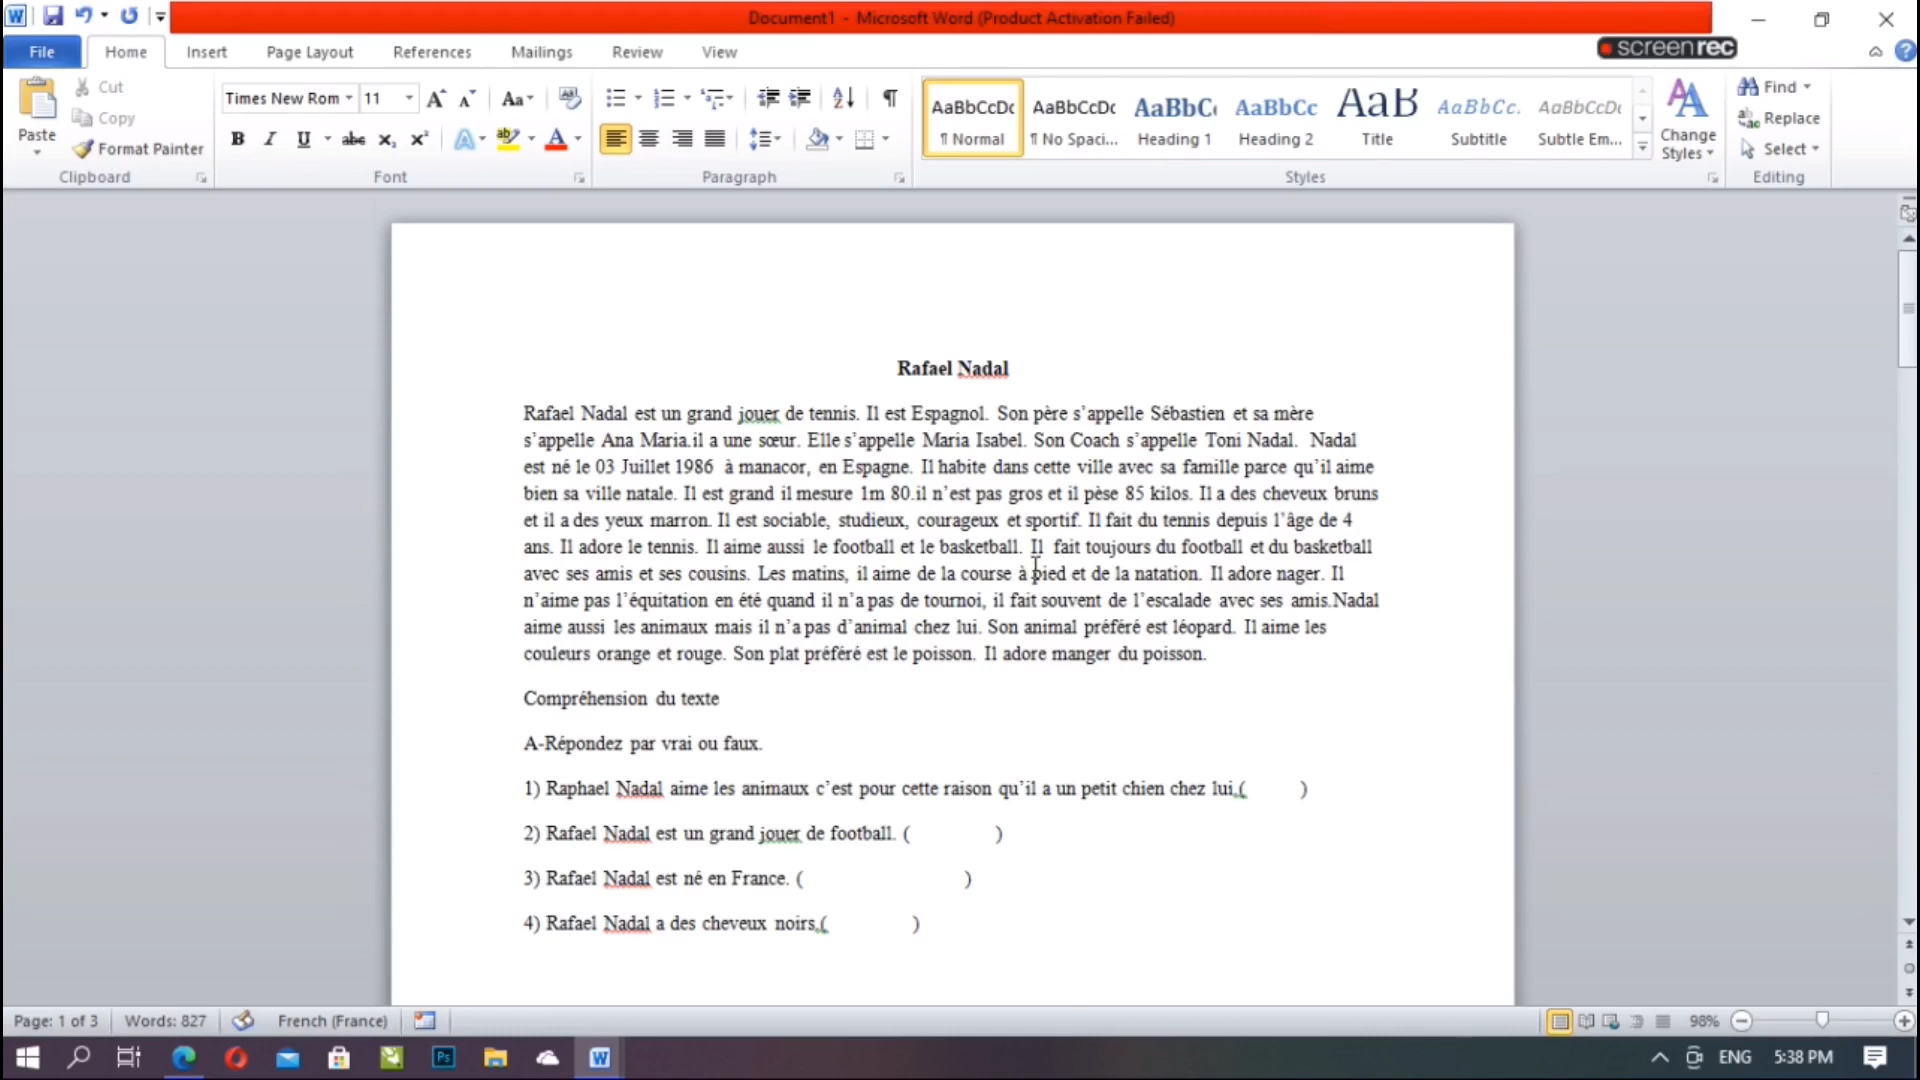 Document1 - Microsoft Word (Product Activation Failed)
File Home Insert Page Layout References Mailings Review View
screenrec
Cut
Copy
Paste
Format Painter
Clipboard
Times New Rom 11
Font
Paragraph
AaBbCcDc AaBbCcDc AaBbC AaBbCc AaB AaBbCc. AaBbCcDc
¶ Normal ¶ No Spaci... Heading 1 Heading 2 Title Subtitle Subtle Em...
Styles
Change
Styles
Find
Replace
Select
Editing
Rafael Nadal
Rafael Nadal est un grand jouer de tennis. Il est Espagnol. Son père s’appelle Sébastien et sa mère
s’appelle Ana Maria.il a une sœur. Elle s’appelle Maria Isabel. Son Coach s’appelle Toni Nadal. Nadal
est né le 03 Juillet 1986 à manacor, en Espagne. Il habite dans cette ville avec sa famille parce qu’il aime
bien sa ville natale. Il est grand il mesure 1m 80.il n’est pas gros et il pèse 85 kilos. Il a des cheveux bruns
et il a des yeux marron. Il est sociable, studieux, courageux et sportif. Il fait du tennis depuis l’âge de 4
ans. Il adore le tennis. Il aime aussi le football et le basketball. Il fait toujours du football et du basketball
avec ses amis et ses cousins. Les matins, il aime de la course à pied et de la natation. Il adore nager. Il
n’aime pas l’équitation en été quand il n’a pas de tournoi, il fait souvent de l’escalade avec ses amis.Nadal
aime aussi les animaux mais il n’a pas d’animal chez lui. Son animal préféré est léopard. Il aime les
couleurs orange et rouge. Son plat préféré est le poisson. Il adore manger du poisson.
Compréhension du texte
A-Répondez par vrai ou faux.
1) Raphael Nadal aime les animaux c’est pour cette raison qu’il a un petit chien chez lui.( )
2) Rafael Nadal est un grand jouer de football. ( )
3) Rafael Nadal est né en France. ( )
4) Rafael Nadal a des cheveux noirs.( )
Page: 1 of 3 Words: 827 French (France) 98%
ENG 5:38 PM